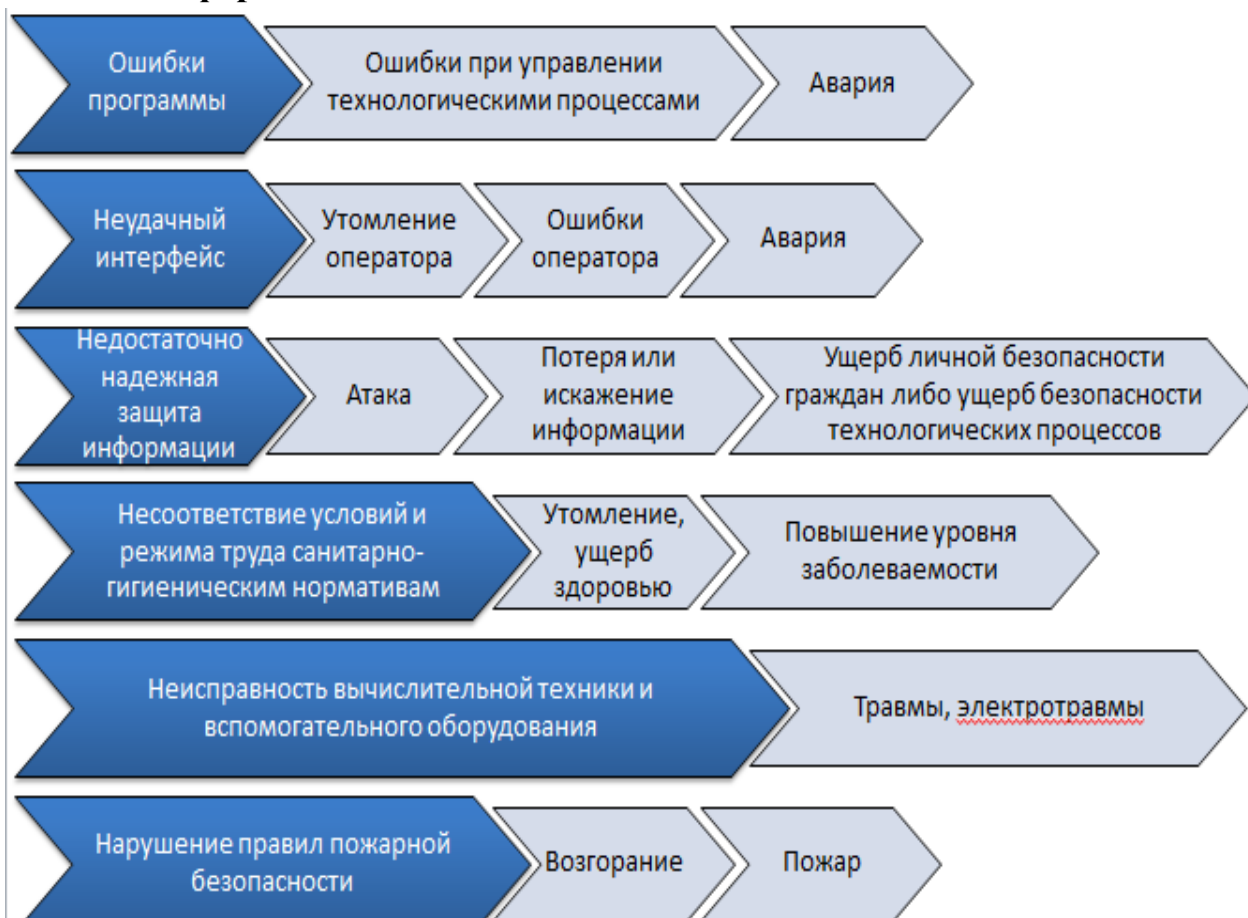 Ошибки
программы
Ошибки при управлении
технологическими процессами
Авария
Неудачный
интерфейс
Утомление
оператора
Ошибки
оператора
Авария
Недостаточно
надежная
защита
информации
Атака
Потеря или
искажение
информации
Ущерб личной безопасности
граждан либо ущерб безопасности
технологических процессов
Несоответствие условий и
режима труда санитарно-
гигиеническим нормативам
Утомление,
ущерб
здоровью
Повышение уровня
заболеваемости
Неисправность вычислительной техники и
вспомогательного оборудования
Травмы, электротравмы
Нарушение правил пожарной
безопасности
Возгорание
Пожар